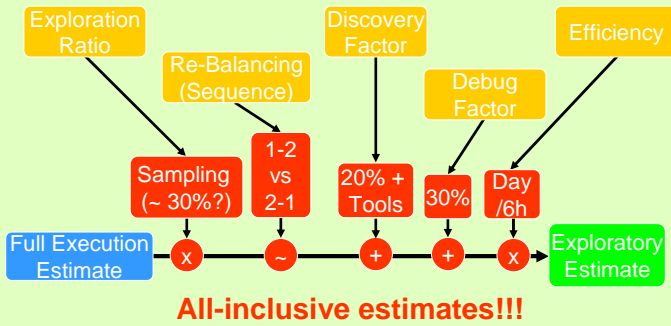 Exploration
Ratio
Re-Balancing
(Sequence)
Discovery
Factor
Debug
Factor
Efficiency
Sampling
(~ 30%?)
1-2
vs
2-1
20% +
Tools
30%
Day
/6h
Full Execution
Estimate
x
~
+
+
x
Exploratory
Estimate
All-inclusive estimates!!!